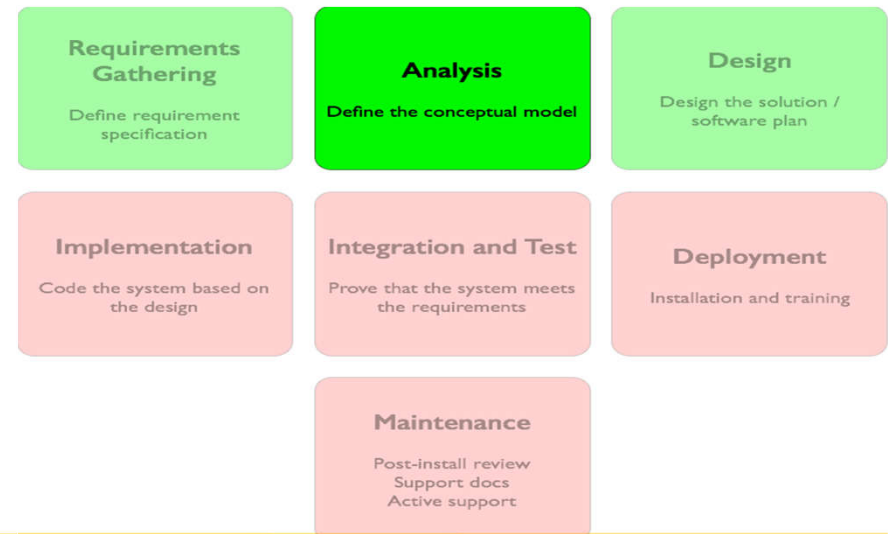 Requirements
Gathering
Define requirement
specification
Analysis
Define the conceptual model
Design
Design the solution /
software plan
Implementation
Code the system based on
the design
Integration and Test
Prove that the system meets
the requirements
Deployment
Installation and training
Maintenance
Post-install review
Support docs
Active support